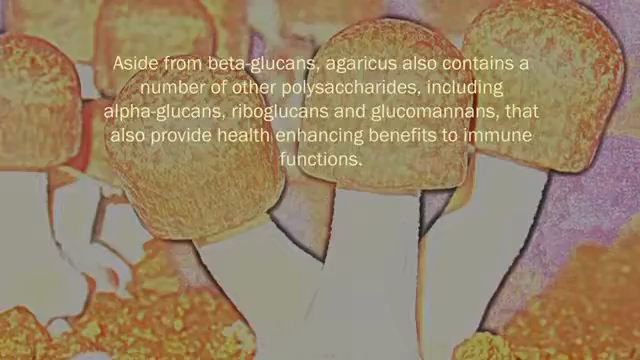 Aside from beta-glucans, agaricus also contains a
number of other polysaccharides, including
alpha-glucans, riboglucans and glucomannans, that
also provide health enhancing benefits to immune
functions.